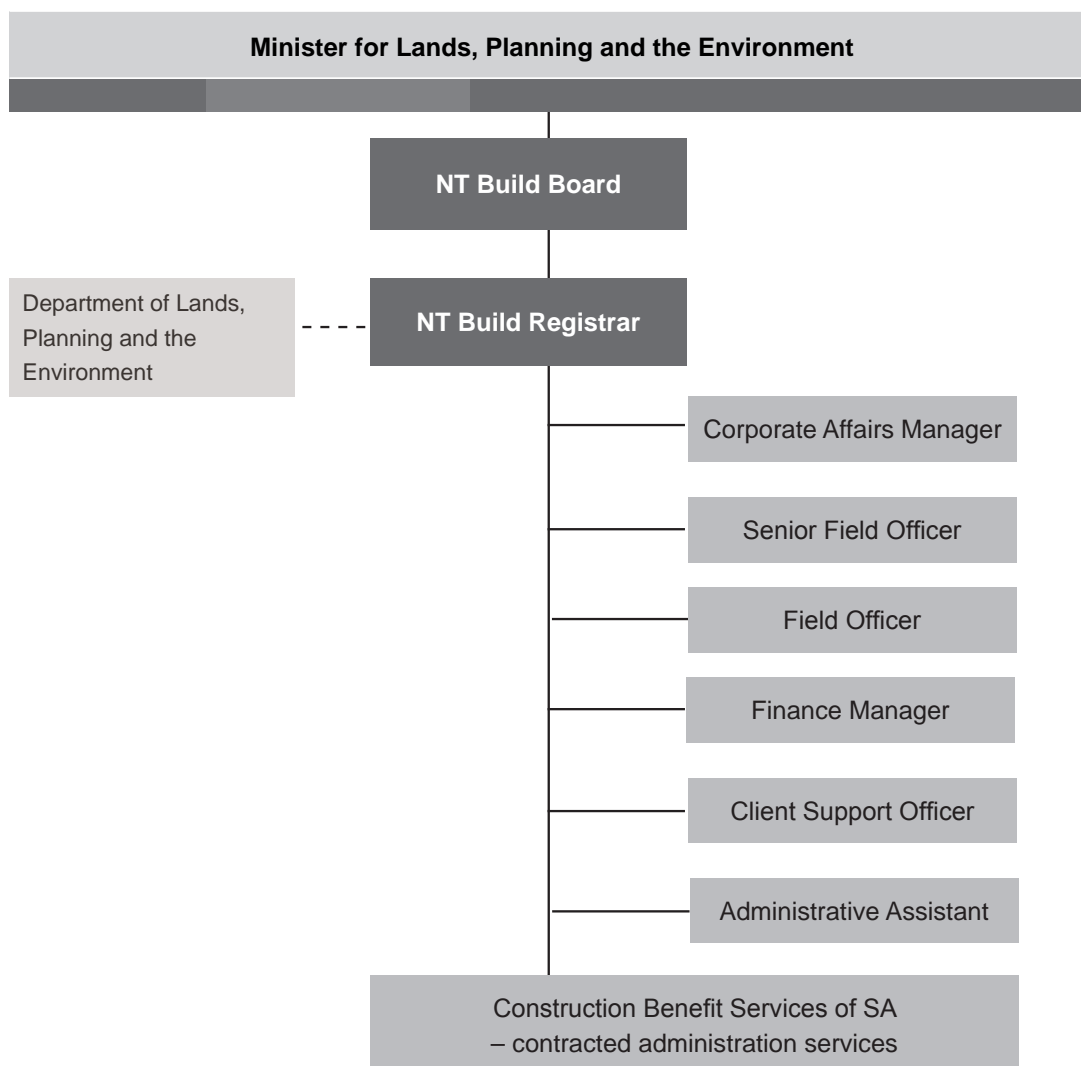 Minister for Lands, Planning and the Environment
NT Build Board
Department of Lands,
Planning and the
Environment
NT Build Registrar
Corporate Affairs Manager
Senior Field Officer
Field Officer
Finance Manager
Client Support Officer
Administrative Assistant
Construction Benefit Services of SA
– contracted administration services